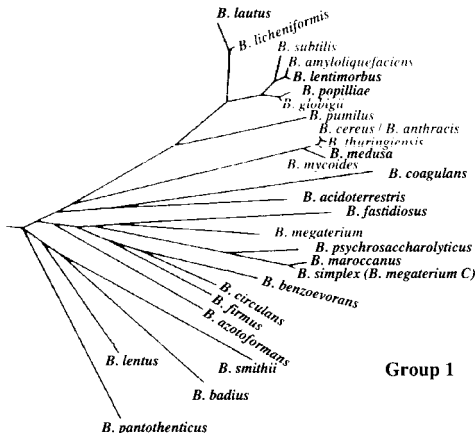 B. lautus
B. licheniformis
B. subtilis
B. amyloliquefaciens
B. lentimorbus
B. popilliae
B. globigii
B. pumilus
B. cereus / B. anthracis
B. thuringiensis
B. medusa
B. mycoides
B. coagulans
B. acidoterrestris
B. fastidiosus
B. megaterium
B. psychrosaccharolyticus
B. maroccanus
B. simplex (B. megaterium C)
B. benzoevorans
B. circulans
B. firmus
B. azotoformans
B. lentus
B. smithii
Group 1
B. badius
B. pantothenticus